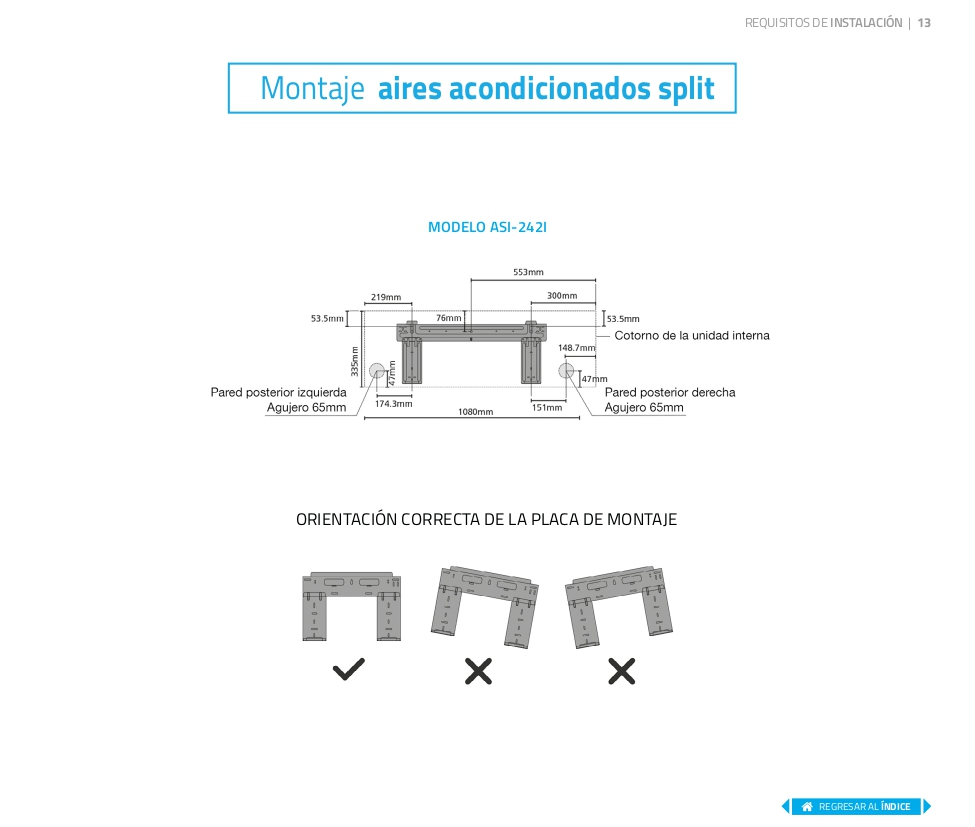 REQUISITOS DE INSTALACIÓN | 13
Montaje aires acondicionados split
MODELO ASI-242I
553mm
219mm
300mm
53.5mm
76mm
53.5mm
Cotorno de la unidad interna
148.7mm
335mm
47mm
47mm
Pared posterior izquierda
Agujero 65mm
Pared posterior derecha
Agujero 65mm
174.3mm
151mm
1080mm
ORIENTACIÓN CORRECTA DE LA PLACA DE MONTAJE
REGRESAR AL ÍNDICE